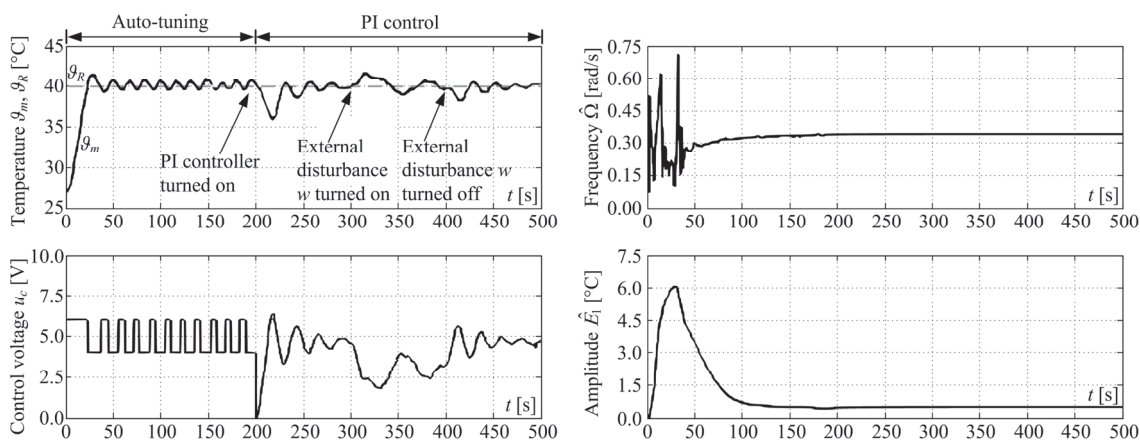 Auto-tuning
PI control
Temperature ϑm, ϑR [°C]
45
40
35
30
25
ϑR
ϑm
PI controller
turned on
External
disturbance
w turned on
External
disturbance w
turned off
t [s]
0 50 100 150 200 250 300 350 400 450 500
Frequency Ω̂ [rad/s]
0.75
0.60
0.45
0.30
0.15
0.00
t [s]
0 50 100 150 200 250 300 350 400 450 500
Control voltage uc [V]
10.0
7.5
5.0
2.5
0.0
t [s]
0 50 100 150 200 250 300 350 400 450 500
Amplitude Ê1 [°C]
7.5
6.0
4.5
3.0
1.5
0.0
t [s]
0 50 100 150 200 250 300 350 400 450 500